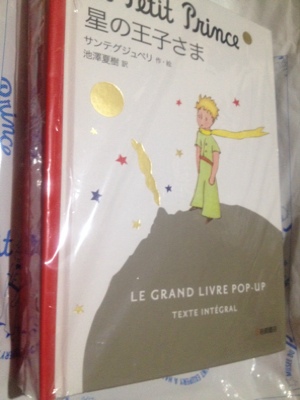 Petit Prince
星の王子さま
サンテグジュペリ 作・絵
池澤夏樹 訳
LE GRAND LIVRE POP-UP
TEXTE INTÉGRAL
Prince